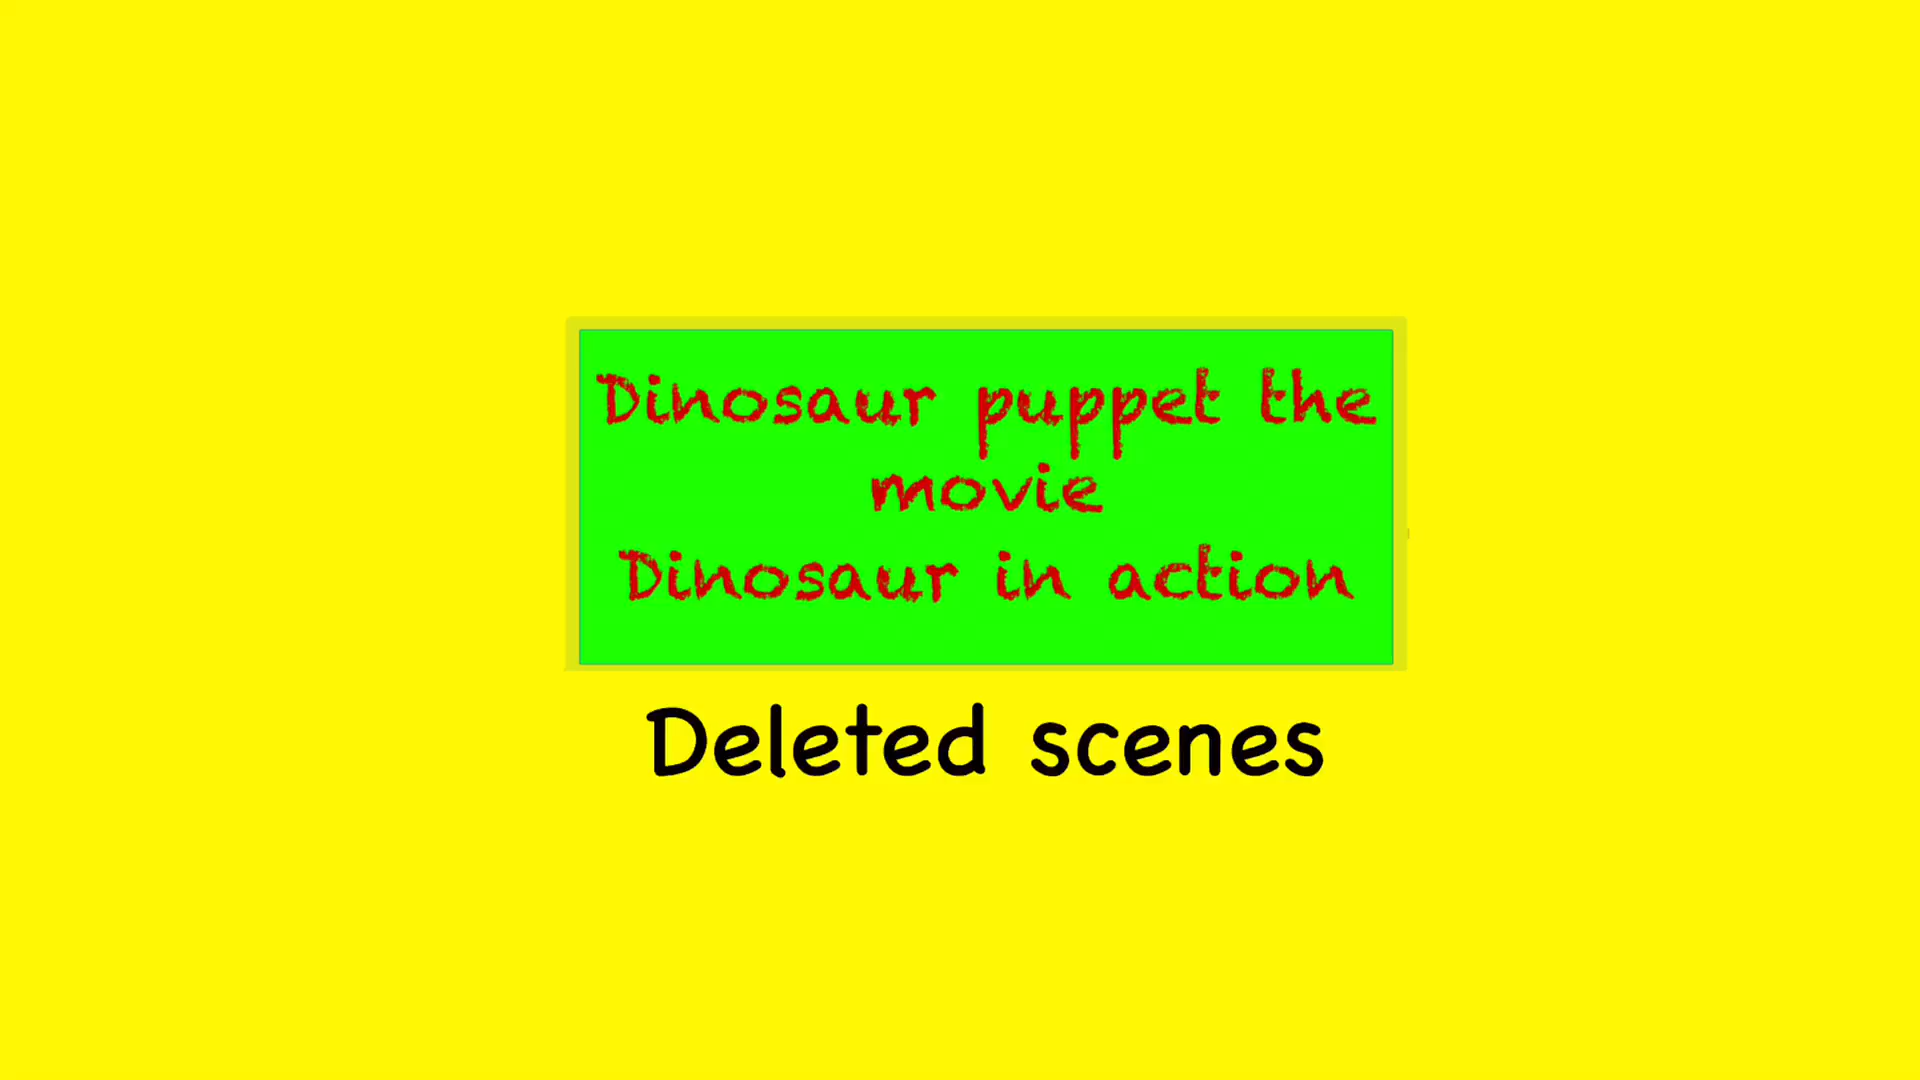 Dinosaur puppet the
movie
Dinosaur in action
Deleted scenes